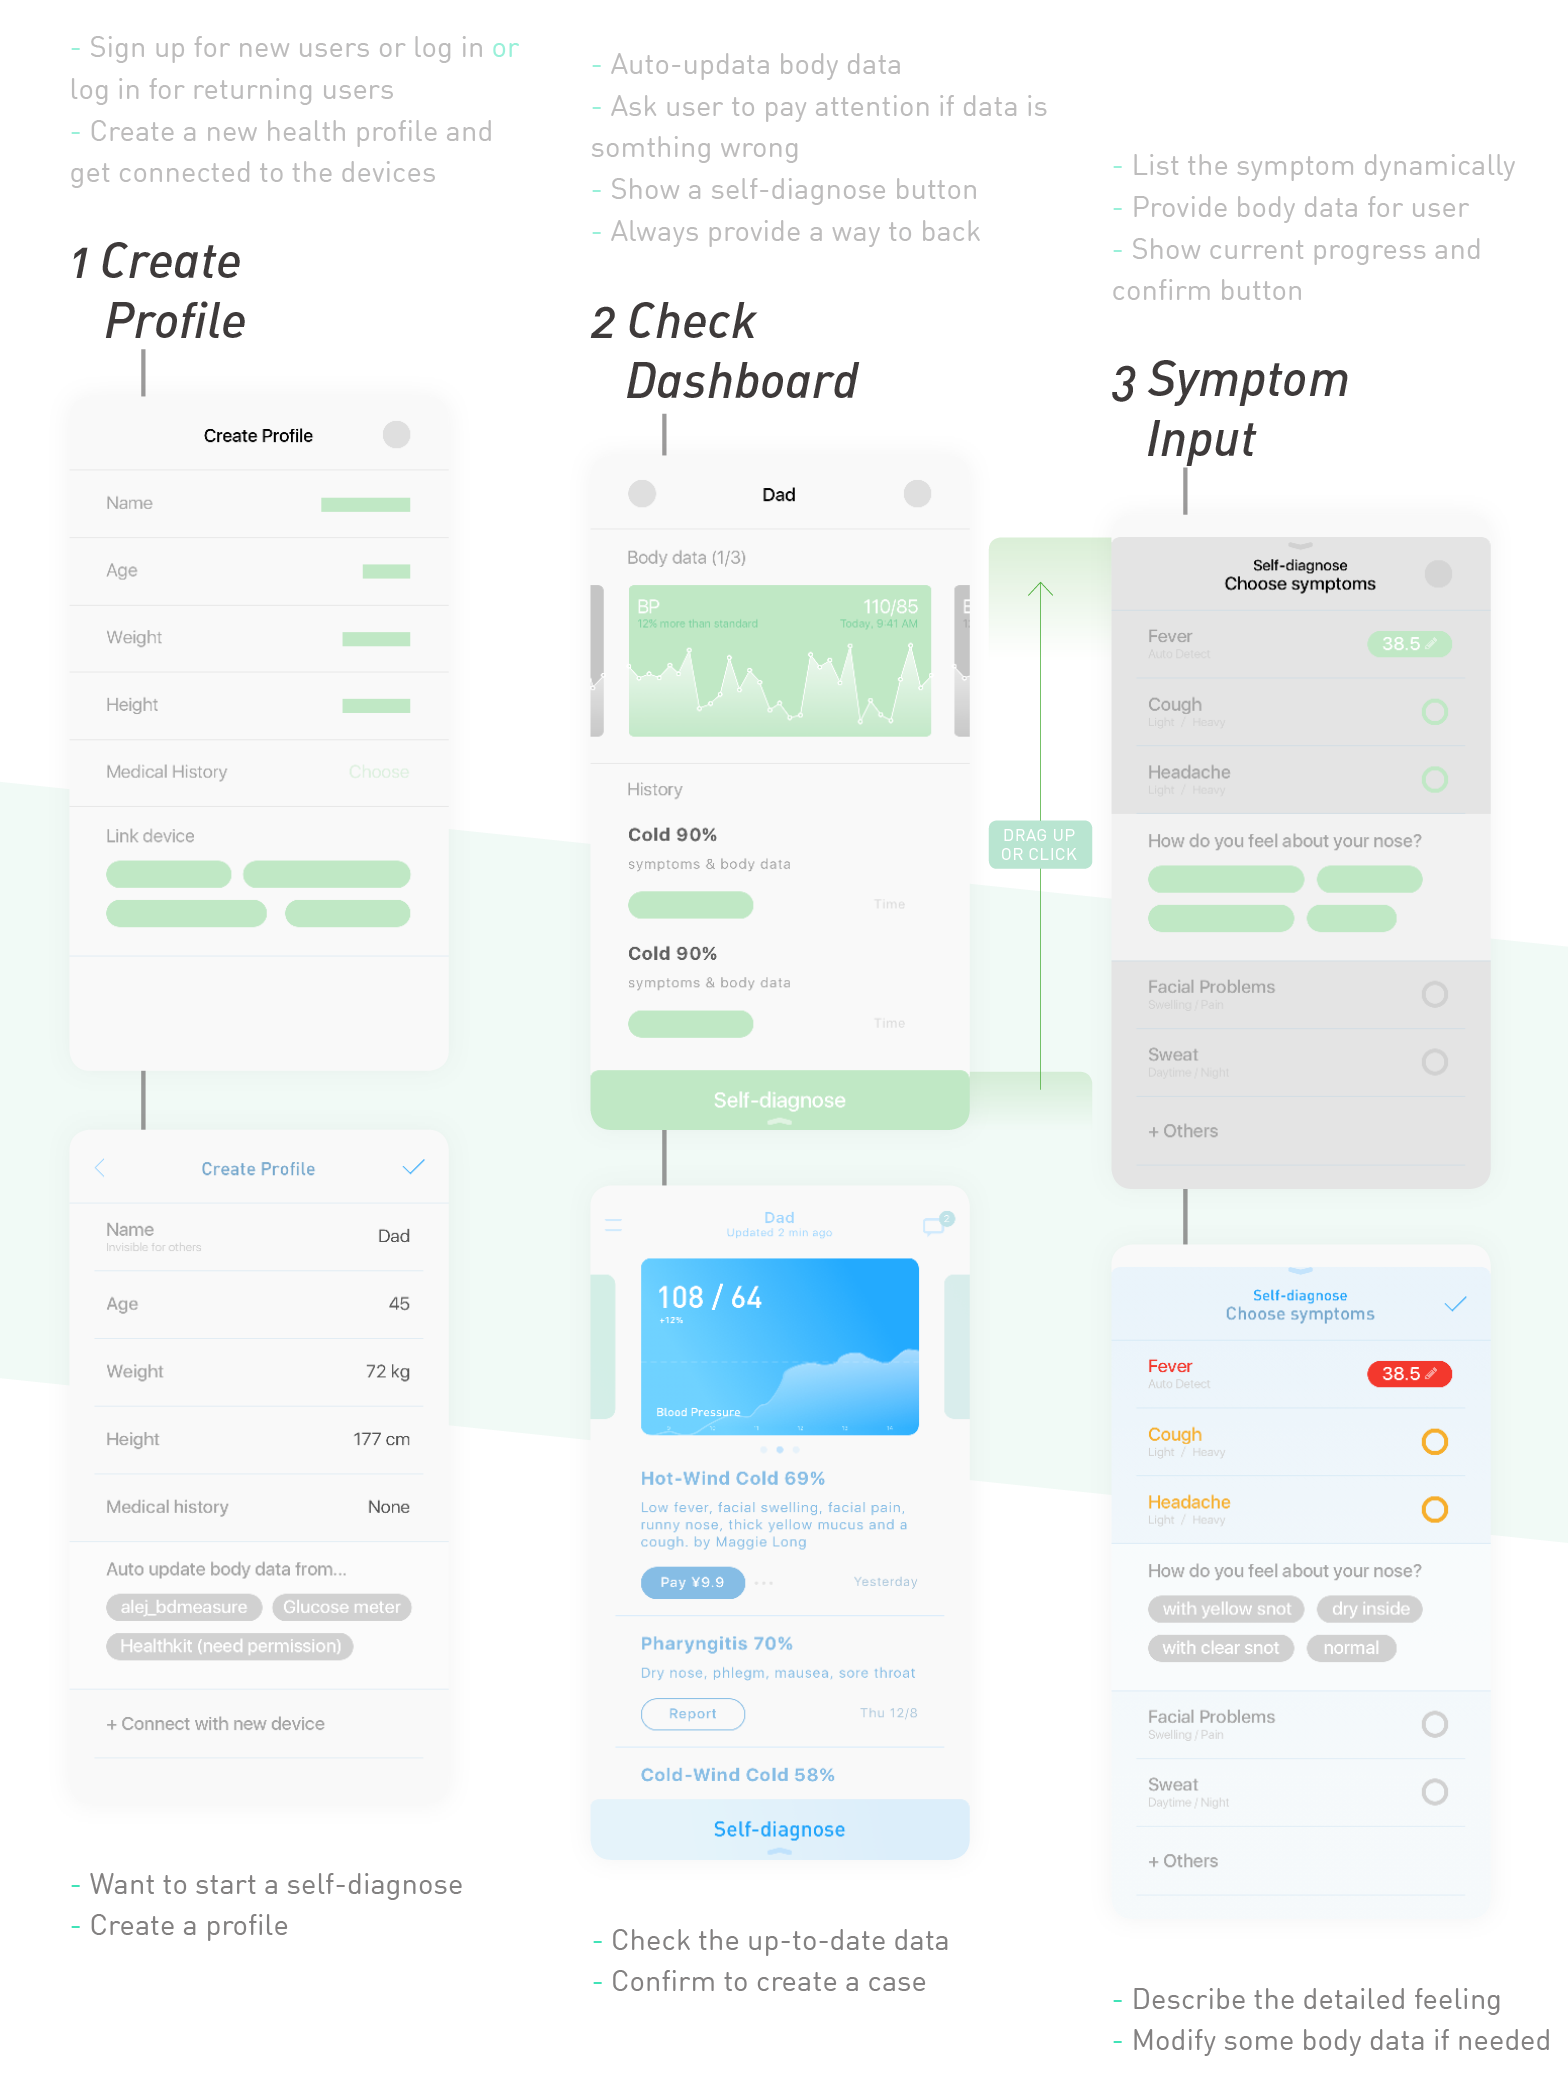 - Sign up for new users or log in or
log in for returning users
- Create a new health profile and
get connected to the devices
1 Create
Profile
Create Profile
Name
Age
Weight
Height
Medical History Choose
Link device
Create Profile
Name Dad
Invisible for others
Age 45
Weight 72 kg
Height 177 cm
Medical history None
Auto update body data from...
alej_bdmeasure Glucose meter
Healthkit (need permission)
+ Connect with new device
- Want to start a self-diagnose
- Create a profile
- Auto-updata body data
- Ask user to pay attention if data is
somthing wrong
- Show a self-diagnose button
- Always provide a way to back
2 Check
Dashboard
Dad
Body data (1/3)
BP 110/85
12% more than standard Today, 9:41 AM
History
Cold 90%
symptoms & body data
Time
Cold 90%
symptoms & body data
Time
Self-diagnose
DRAG UP
OR CLICK
Dad
Updated 2 min ago
2
108 / 64
+12%
Blood Pressure
Hot-Wind Cold 69%
Low fever, facial swelling, facial pain,
runny nose, thick yellow mucus and a
cough. by Maggie Long
Pay ¥9.9 Yesterday
Pharyngitis 70%
Dry nose, phlegm, mausea, sore throat
Report Thu 12/8
Cold-Wind Cold 58%
Self-diagnose
- Check the up-to-date data
- Confirm to create a case
- List the symptom dynamically
- Provide body data for user
- Show current progress and
confirm button
3 Symptom
Input
Self-diagnose
Choose symptoms
Fever 38.5
Auto Detect
Cough
Light / Heavy
Headache
Light / Heavy
How do you feel about your nose?
Facial Problems
Swelling / Pain
Sweat
Daytime / Night
+ Others
Self-diagnose
Choose symptoms
Fever 38.5
Auto Detect
Cough
Light / Heavy
Headache
Light / Heavy
How do you feel about your nose?
with yellow snot dry inside
with clear snot normal
Facial Problems
Swelling / Pain
Sweat
Daytime / Night
+ Others
- Describe the detailed feeling
- Modify some body data if needed